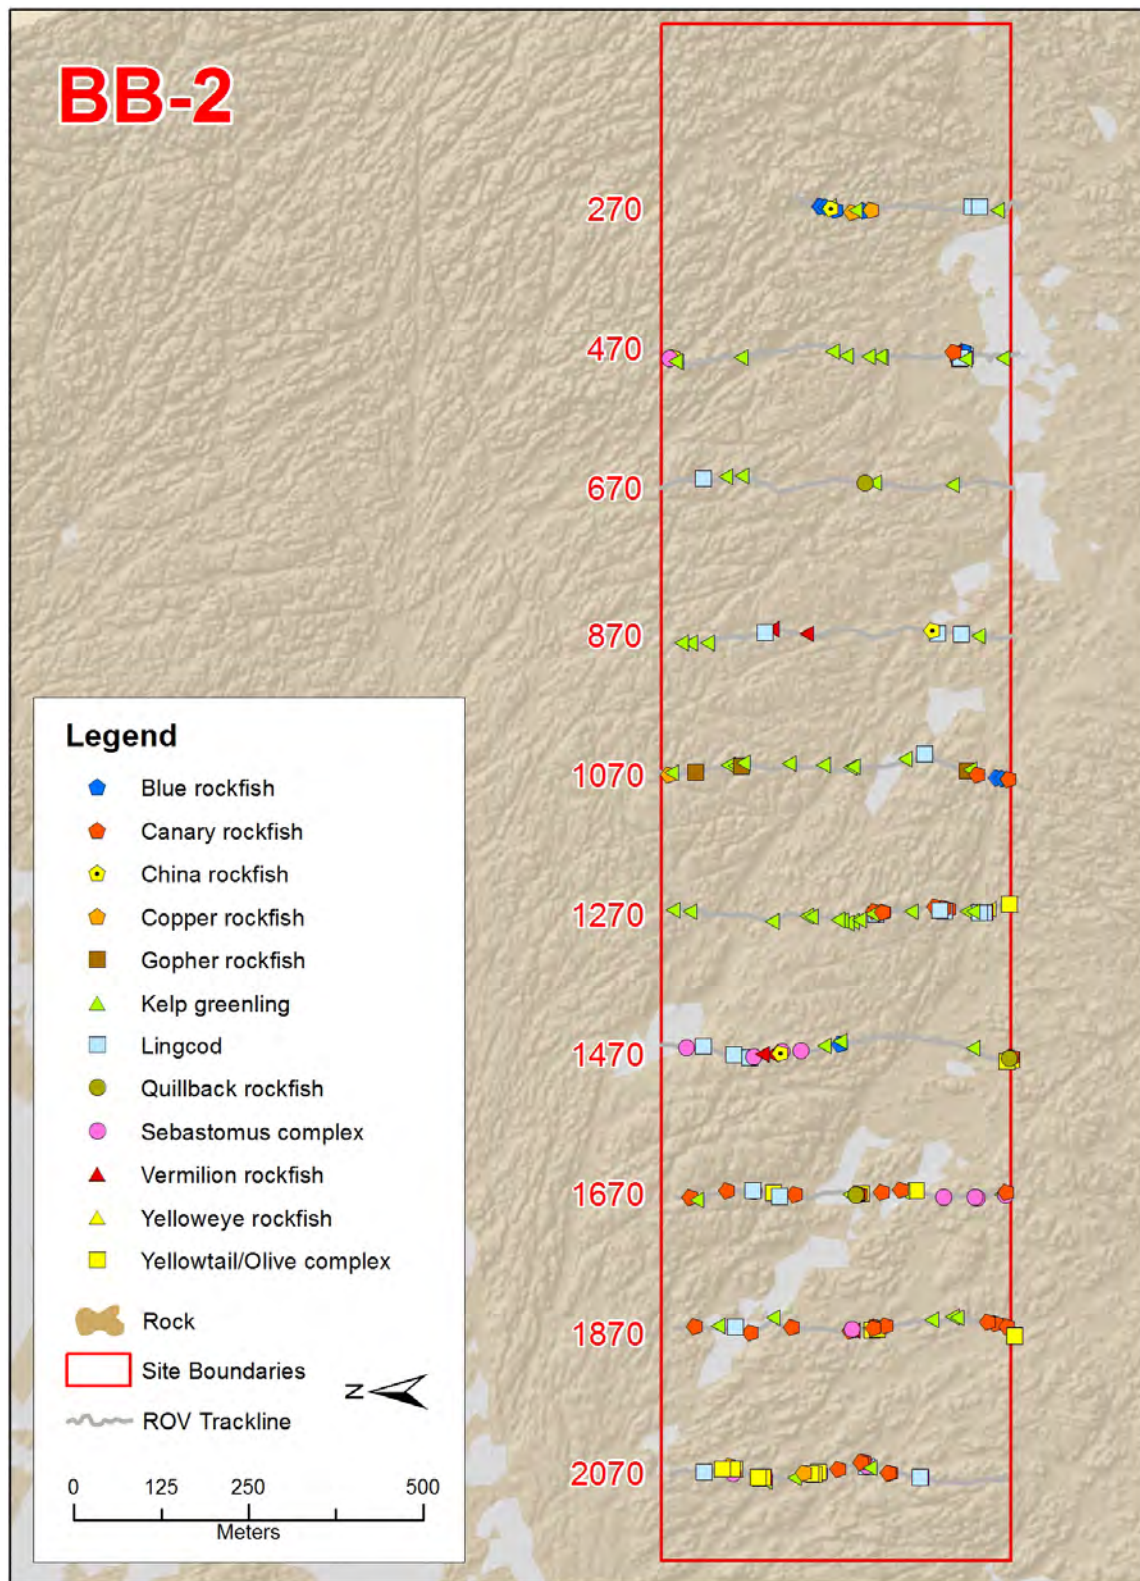 BB-2
270
470
670
870
1070
1270
1470
1670
1870
2070
Legend
Blue rockfish
Canary rockfish
China rockfish
Copper rockfish
Gopher rockfish
Kelp greenling
Lingcod
Quillback rockfish
Sebastomus complex
Vermilion rockfish
Yelloweye rockfish
Yellowtail/Olive complex
Rock
Site Boundaries
N
ROV Trackline
0 125 250 500
Meters